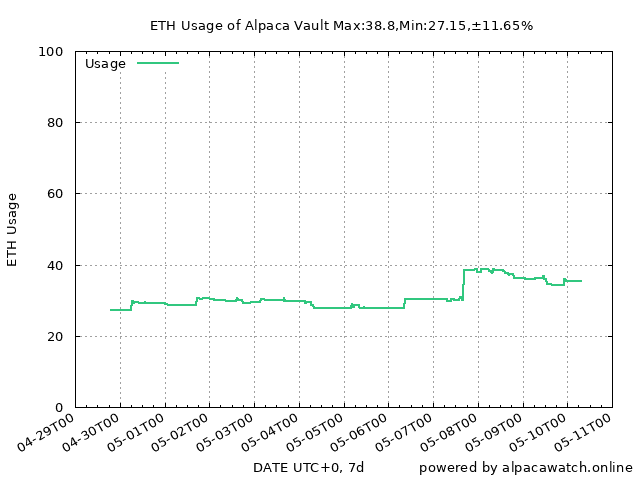 ETH Usage of Alpaca Vault Max:38.8,Min:27.15,±11.65%
Usage
100
80
60
40
20
0
ETH Usage
04-29T00
04-30T00
05-01T00
05-02T00
05-03T00
05-04T00
05-05T00
05-06T00
05-07T00
05-08T00
05-09T00
05-10T00
05-11T00
DATE UTC+0, 7d
powered by alpacawatch.online